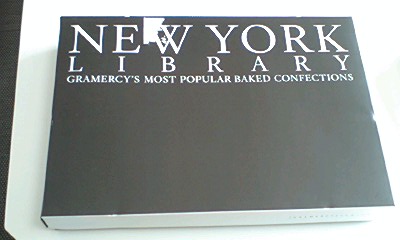 NEW YORK
LIBRARY
GRAMERCY'S MOST POPULAR BAKED CONFECTIONS